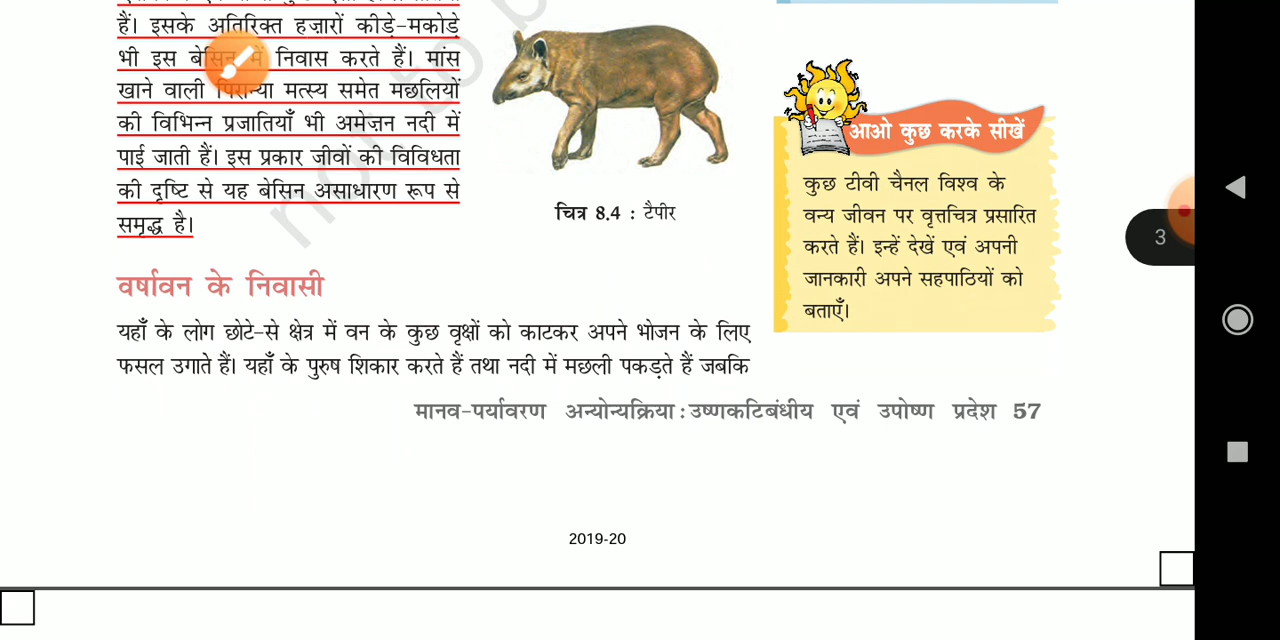 हैं। इसके अतिरिक्त हज़ारों कीड़े-मकोड़े
भी इस बेसिन में निवास करते हैं। मांस
खाने वाली पिरान्या मत्स्य समेत मछलियों
की विभिन्न प्रजातियाँ भी अमेज़न नदी में
पाई जाती हैं। इस प्रकार जीवों की विविधता
की दृष्टि से यह बेसिन असाधारण रूप से
समृद्ध है।
not to b
चित्र 8.4 : टैपीर
आओ कुछ करके सीखें
कुछ टीवी चैनल विश्व के
वन्य जीवन पर वृत्तचित्र प्रसारित
करते हैं। इन्हें देखें एवं अपनी
जानकारी अपने सहपाठियों को
बताएँ।
वर्षावन के निवासी
यहाँ के लोग छोटे-से क्षेत्र में वन के कुछ वृक्षों को काटकर अपने भोजन के लिए
फसल उगाते हैं। यहाँ के पुरुष शिकार करते हैं तथा नदी में मछली पकड़ते हैं जबकि
मानव-पर्यावरण अन्योन्यक्रिया : उष्णकटिबंधीय एवं उपोष्ण प्रदेश 57
2019-20
3